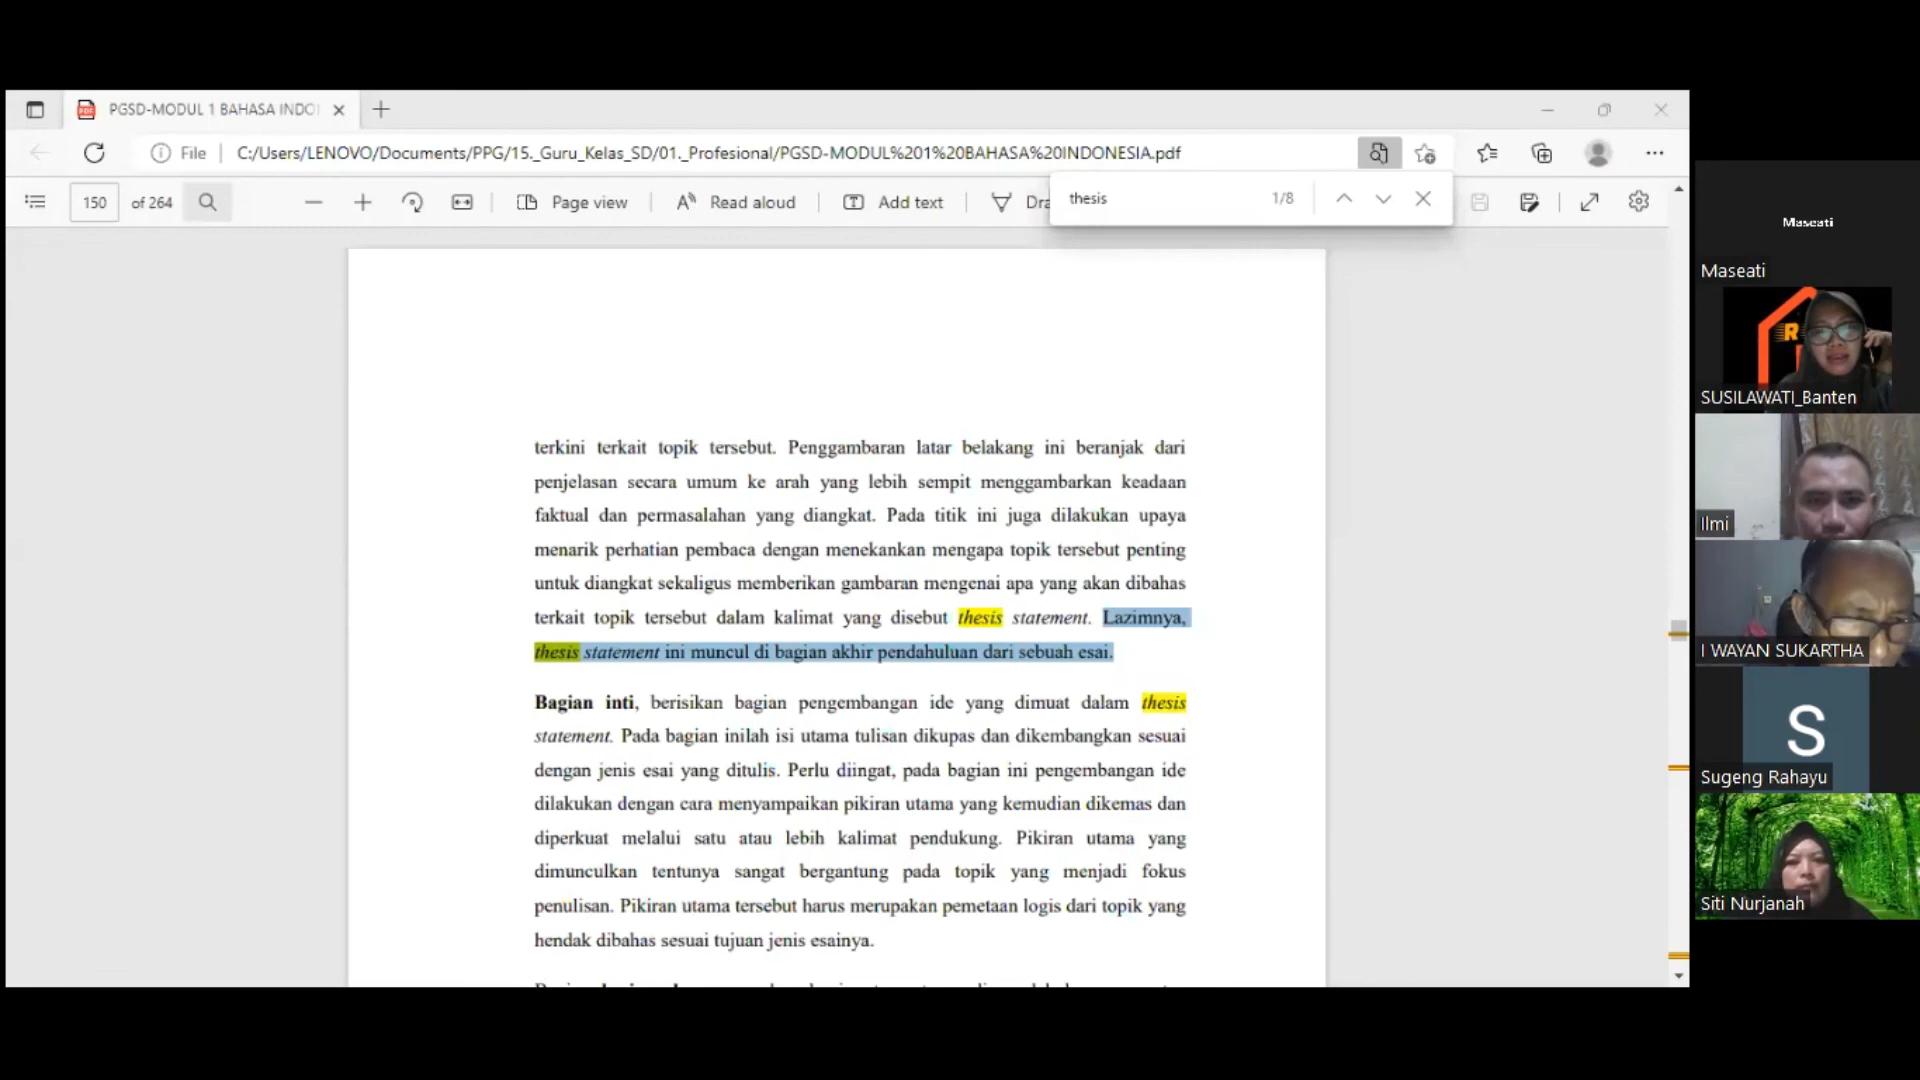 PGSD-MODUL 1 BAHASA INDO
File
C:/Users/LENOVO/Documents/PPG/15._Guru_Kelas_SD/01._Profesional/PGSD-MODUL%201%20BAHASA%20INDONESIA.pdf
150 of 264
Page view
Read aloud
Add text
Dra
thesis 1/8
terkini terkait topik tersebut. Penggambaran latar belakang ini beranjak dari
penjelasan secara umum ke arah yang lebih sempit menggambarkan keadaan
faktual dan permasalahan yang diangkat. Pada titik ini juga dilakukan upaya
menarik perhatian pembaca dengan menekankan mengapa topik tersebut penting
untuk diangkat sekaligus memberikan gambaran mengenai apa yang akan dibahas
terkait topik tersebut dalam kalimat yang disebut thesis statement. Lazimnya,
thesis statement ini muncul di bagian akhir pendahuluan dari sebuah esai.
Bagian inti, berisikan bagian pengembangan ide yang dimuat dalam thesis
statement. Pada bagian inilah isi utama tulisan dikupas dan dikembangkan sesuai
dengan jenis esai yang ditulis. Perlu diingat, pada bagian ini pengembangan ide
dilakukan dengan cara menyampaikan pikiran utama yang kemudian dikemas dan
diperkuat melalui satu atau lebih kalimat pendukung. Pikiran utama yang
dimunculkan tentunya sangat bergantung pada topik yang menjadi fokus
penulisan. Pikiran utama tersebut harus merupakan pemetaan logis dari topik yang
hendak dibahas sesuai tujuan jenis esainya.
Maseati
Maseati
R
SUSILAWATI_Banten
Ilmi
I WAYAN SUKARTHA
S
Sugeng Rahayu
Siti Nurjanah